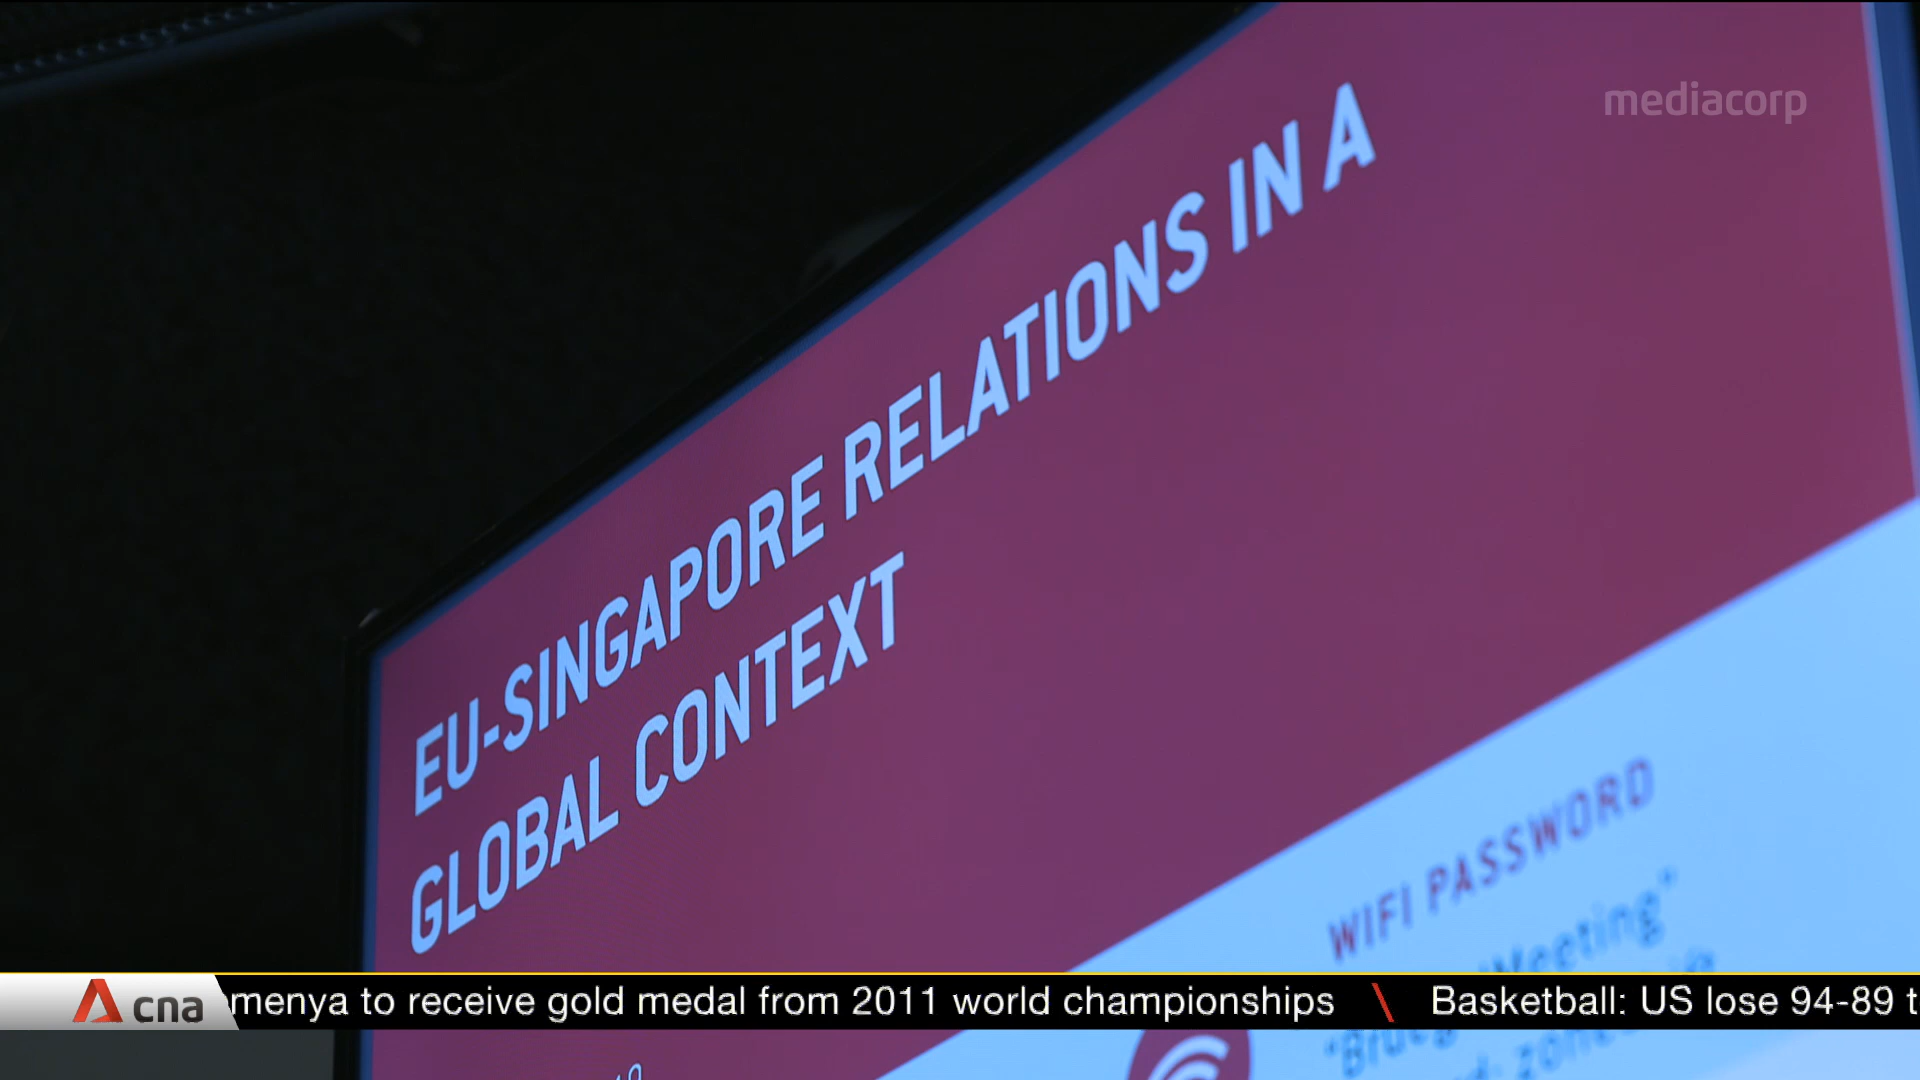 mediacorp
EU-SINGAPORE RELATIONS IN A
GLOBAL CONTEXT
WIFI PASSWORD
Meeting"
cna
menya to receive gold medal from 2011 world championships \ Basketball: US lose 94-89 t